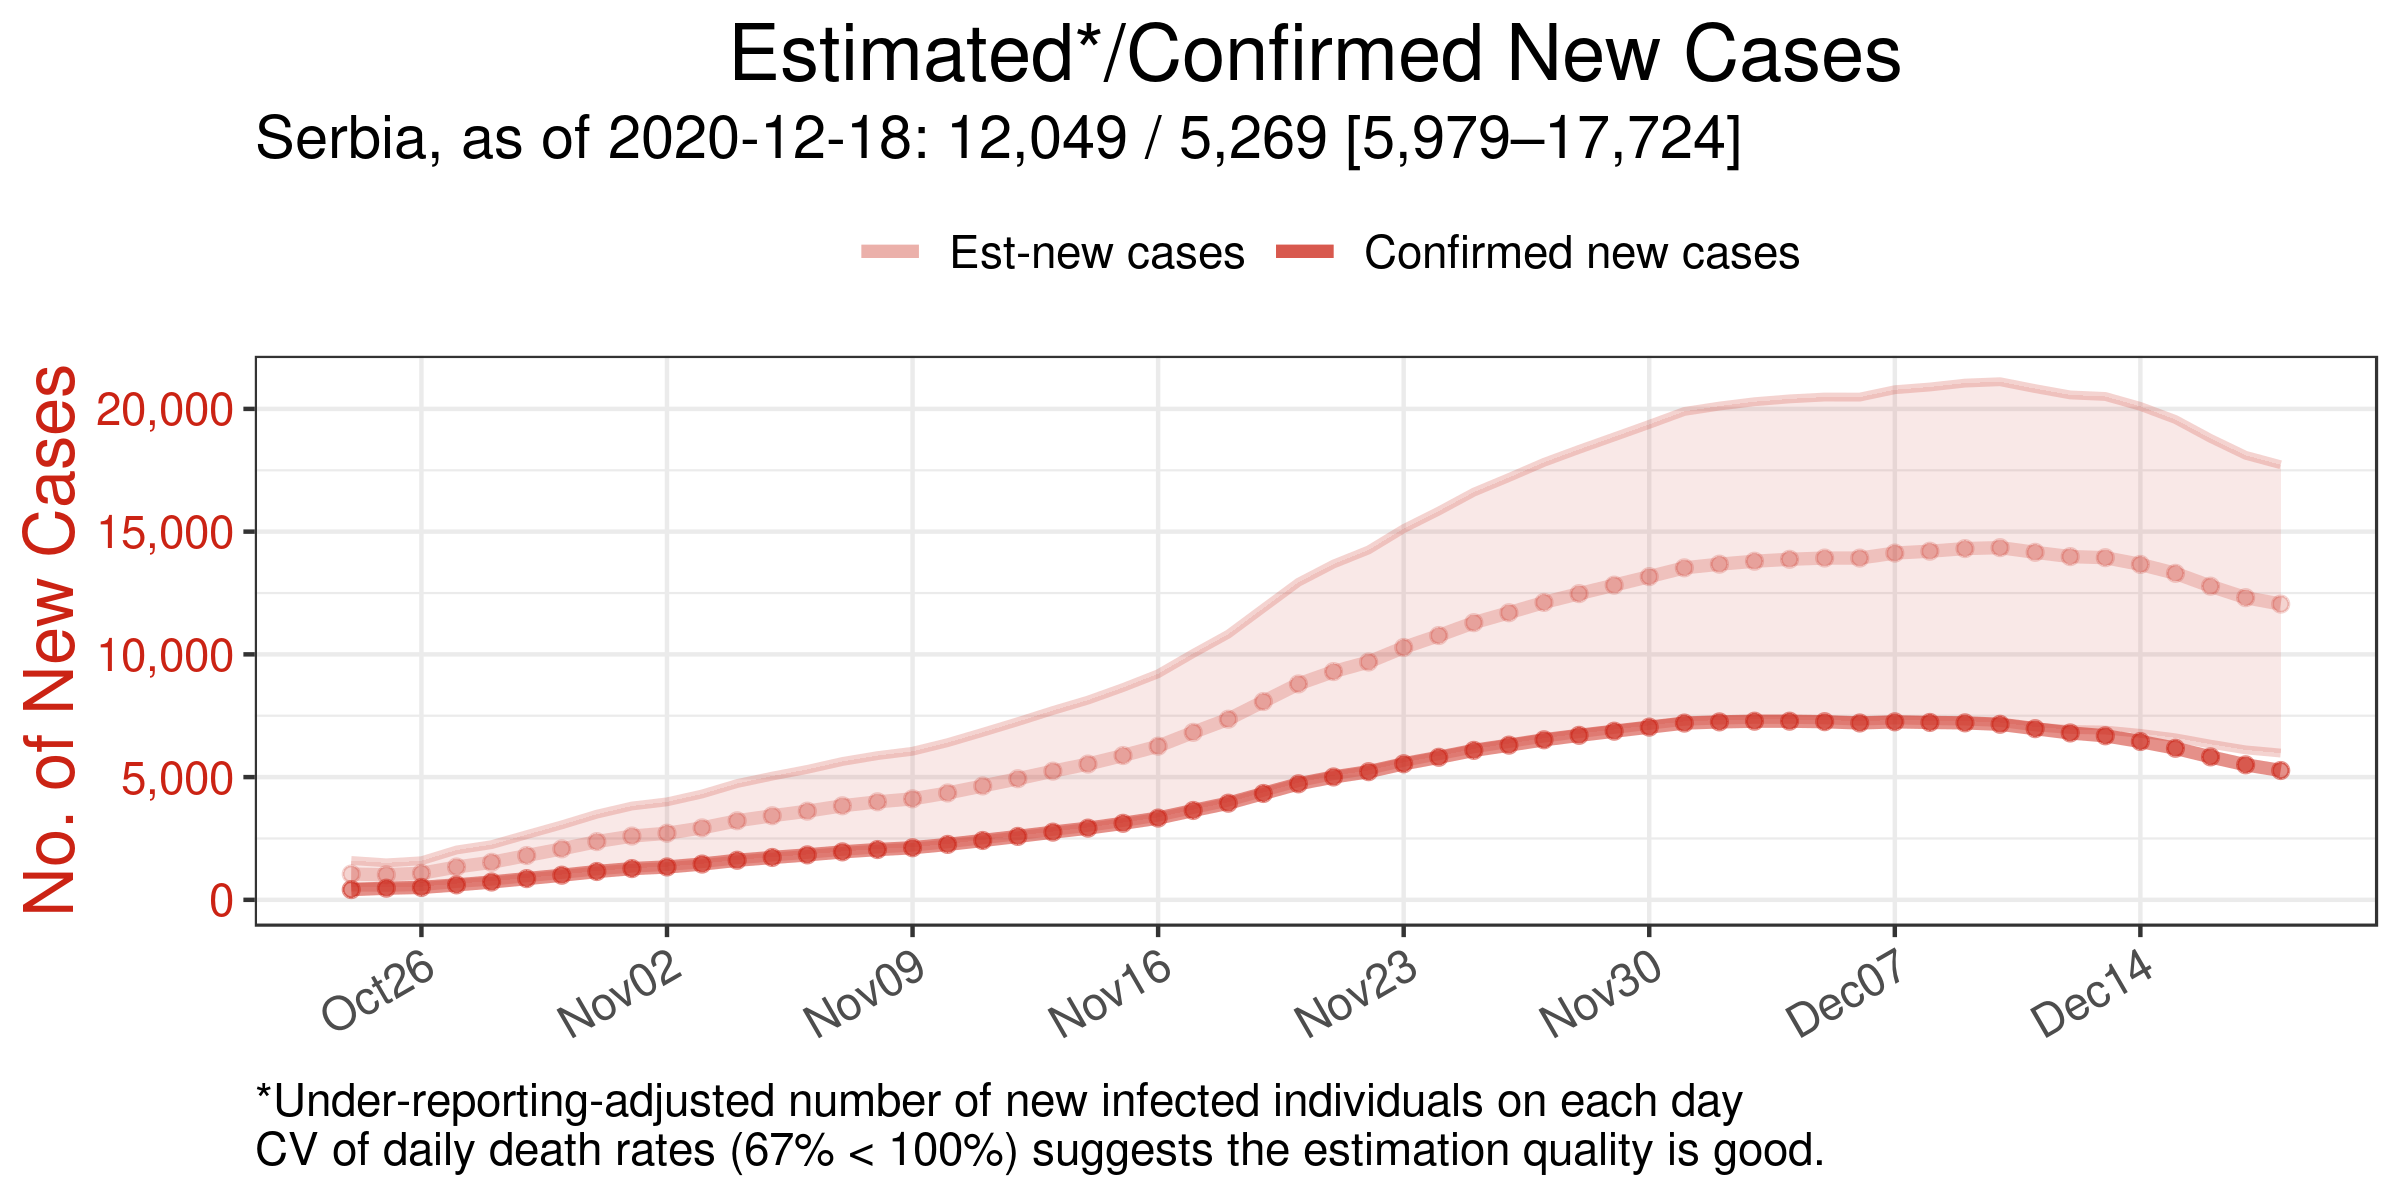 Estimated*/Confirmed New Cases
Serbia, as of 2020-12-18: 12,049 / 5,269 [5,979–17,724]
Est-new cases Confirmed new cases
No. of New Cases
20,000
15,000
10,000
5,000
0
Oct26 Nov02 Nov09 Nov16 Nov23 Nov30 Dec07 Dec14
*Under-reporting-adjusted number of new infected individuals on each day
CV of daily death rates (67% < 100%) suggests the estimation quality is good.